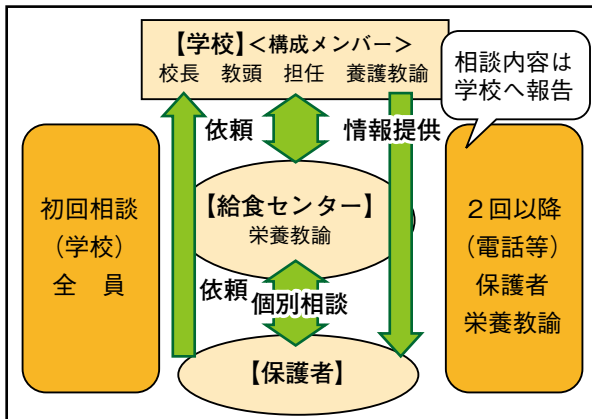 【学校】＜構成メンバー＞
校長　教頭　担任　養護教諭
相談内容は
学校へ報告
依頼
情報提供
初回相談
（学校）
全　員
【給食センター】
栄養教諭
２回以降
（電話等）
保護者
栄養教諭
依頼
個別相談
【保護者】